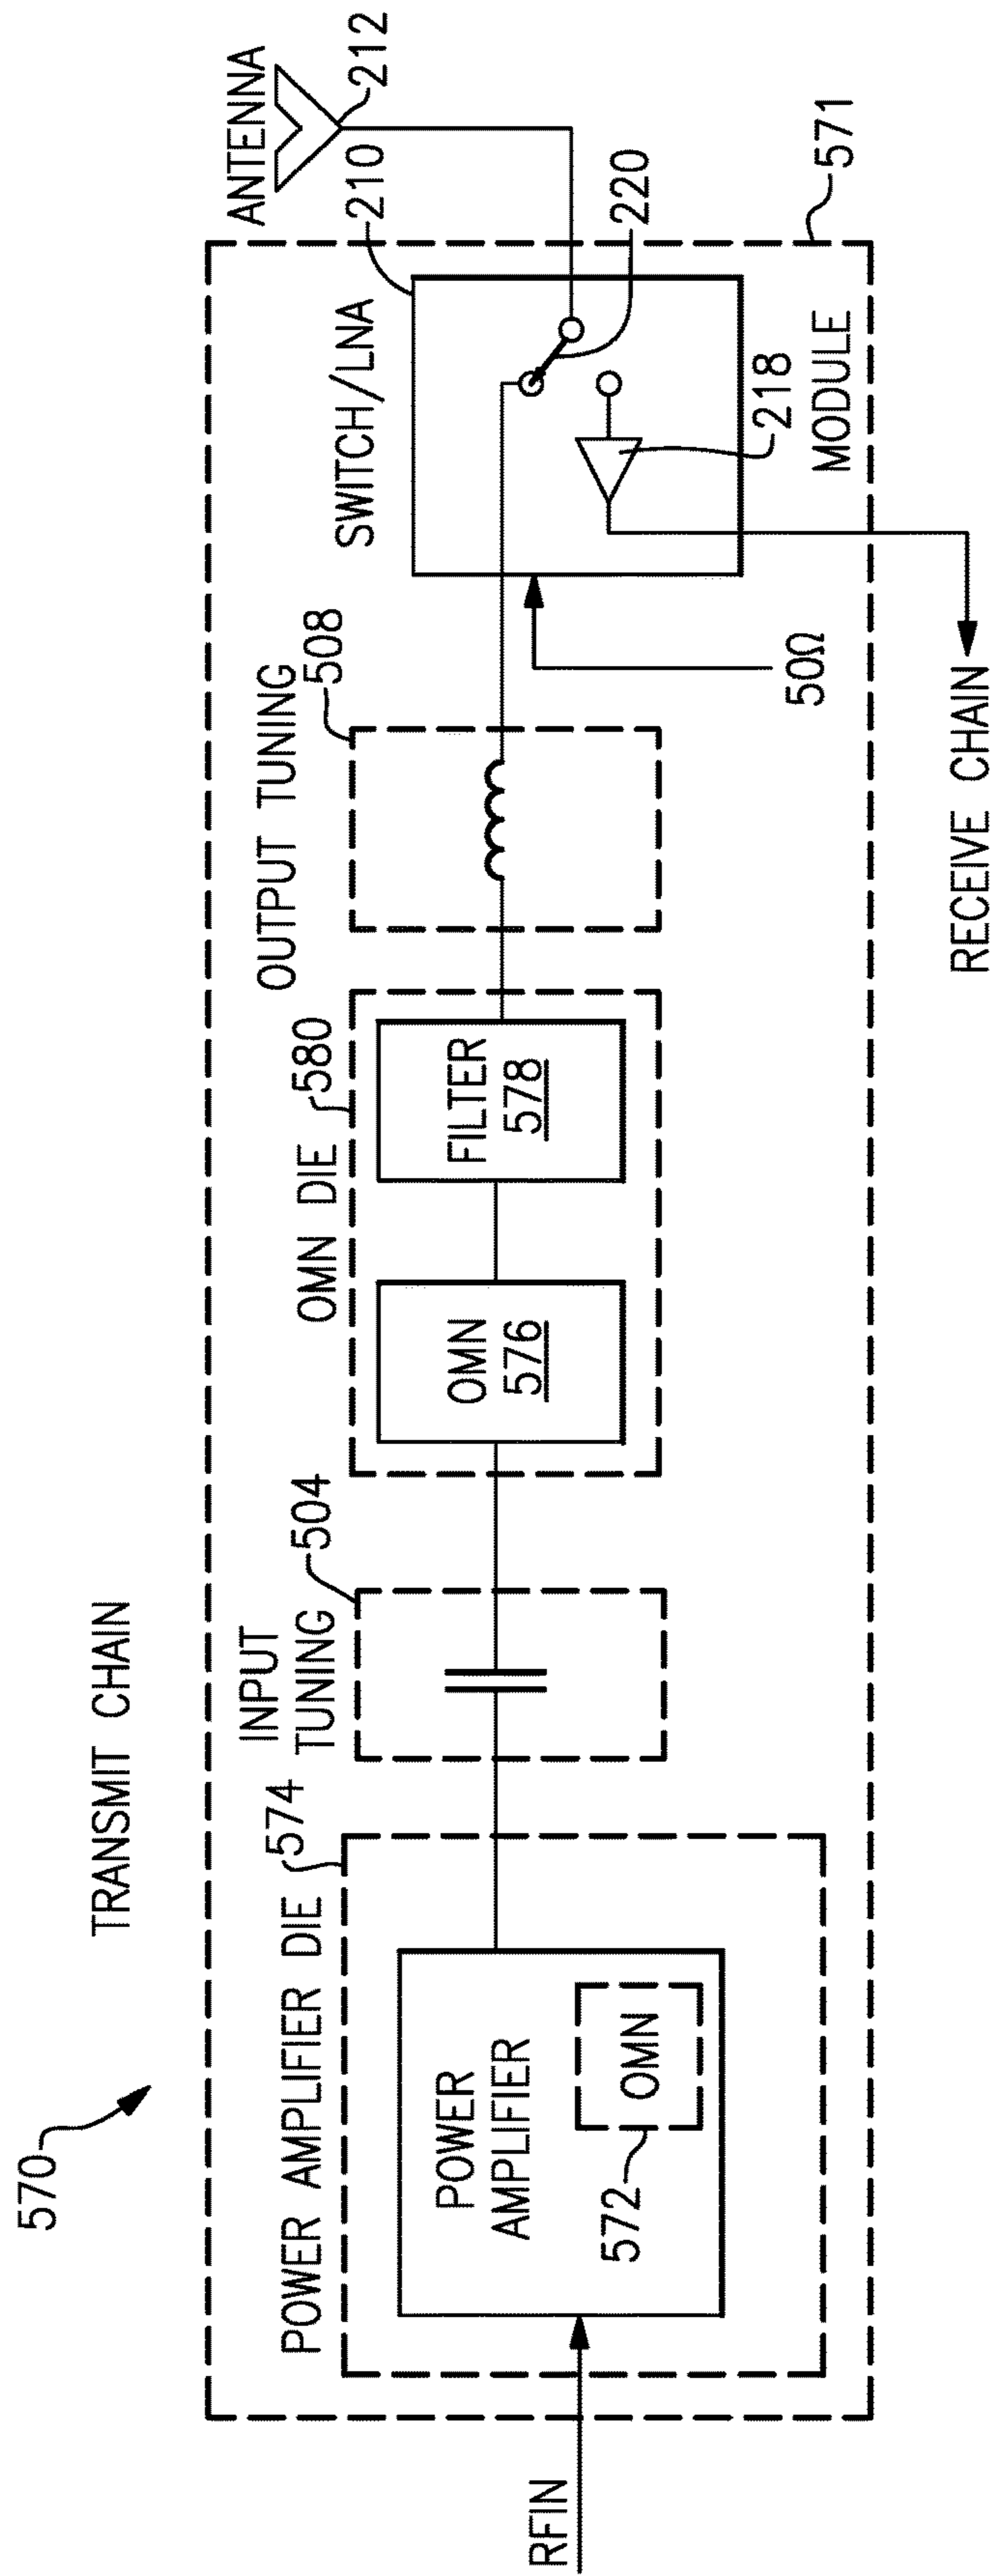 570
TRANSMIT CHAIN
RFIN
POWER AMPLIFIER DIE
574
POWER
AMPLIFIER
OMN
572
INPUT
TUNING
504
OMN DIE
580
OMN
576
FILTER
578
OUTPUT TUNING
508
SWITCH/LNA
210
ANTENNA
212
220
218
50Ω
MODULE
571
RECEIVE CHAIN